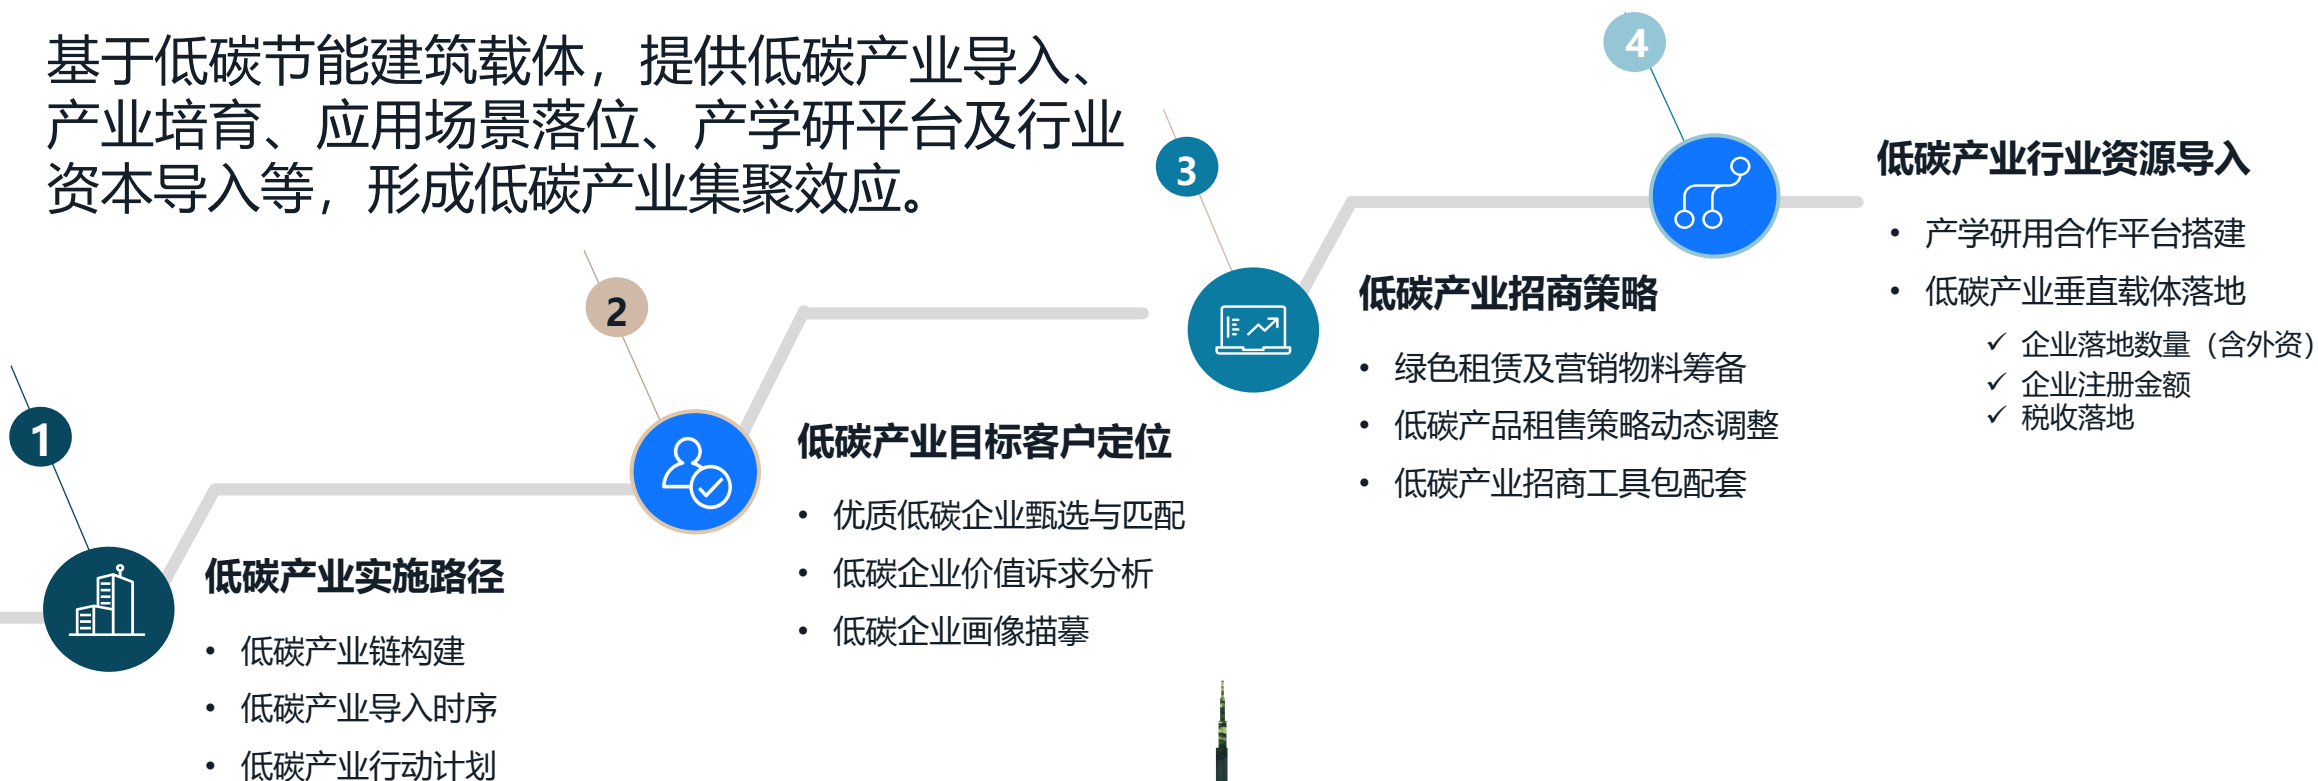 基于低碳节能建筑载体，提供低碳产业导入、
产业培育、应用场景落位、产学研平台及行业
资本导入等，形成低碳产业集聚效应。
1
低碳产业实施路径
• 低碳产业链构建
• 低碳产业导入时序
• 低碳产业行动计划
2
低碳产业目标客户定位
• 优质低碳企业甄选与匹配
• 低碳企业价值诉求分析
• 低碳企业画像描摹
3
低碳产业招商策略
• 绿色租赁及营销物料筹备
• 低碳产品租售策略动态调整
• 低碳产业招商工具包配套
4
低碳产业行业资源导入
• 产学研用合作平台搭建
• 低碳产业垂直载体落地
✓ 企业落地数量（含外资）
✓ 企业注册金额
✓ 税收落地